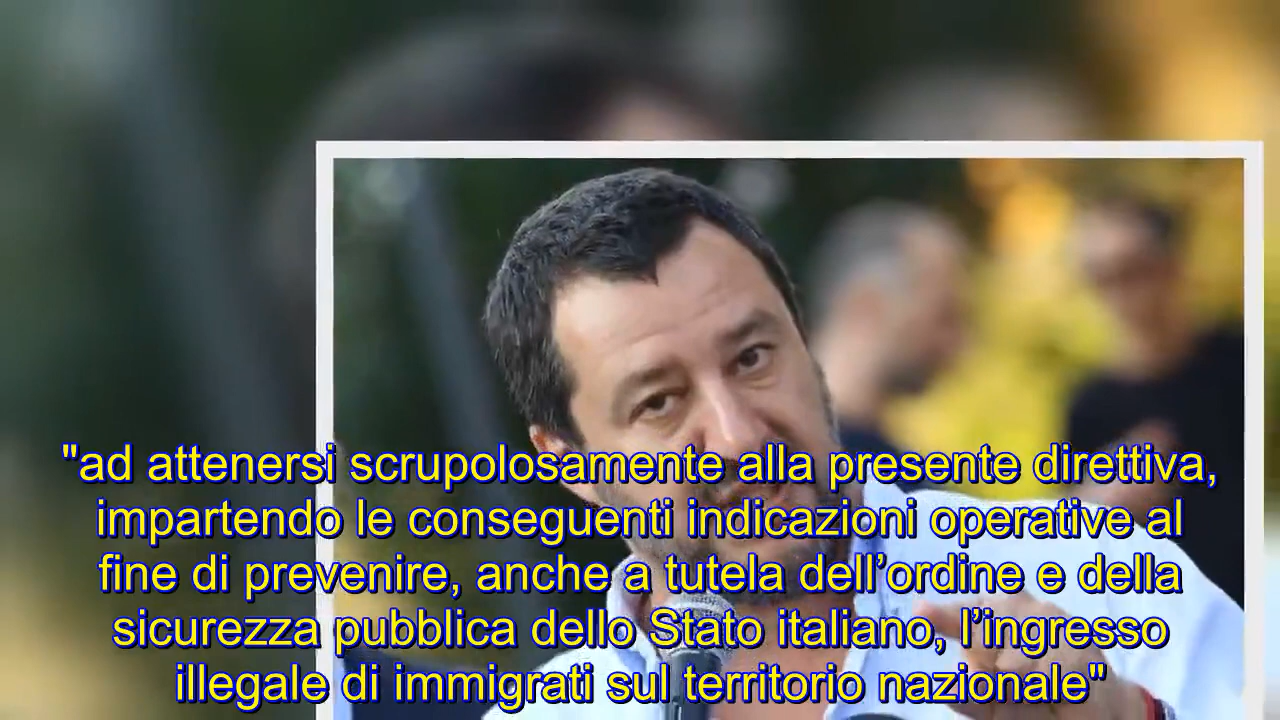 "ad attenersi scrupolosamente alla presente direttiva,
impartendo le conseguenti indicazioni operative al
fine di prevenire, anche a tutela dell’ordine e della
sicurezza pubblica dello Stato italiano, l’ingresso
illegale di immigrati sul territorio nazionale"